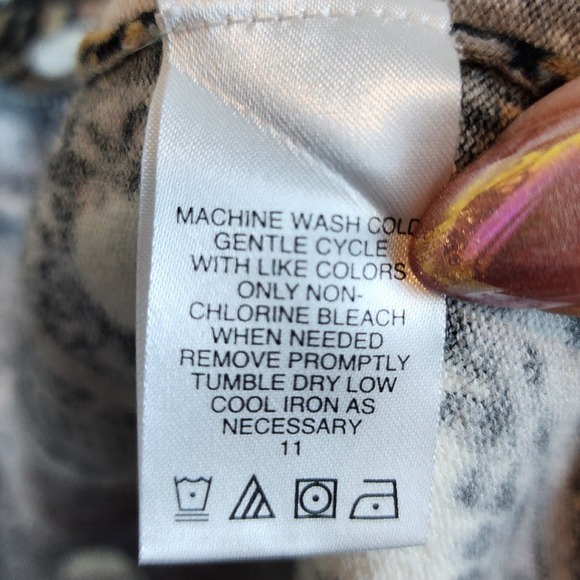 MACHINE WASH COLD
GENTLE CYCLE
WITH LIKE COLORS
ONLY NON-
CHLORINE BLEACH
WHEN NEEDED
REMOVE PROMPTLY
TUMBLE DRY LOW
COOL IRON AS
NECESSARY
11